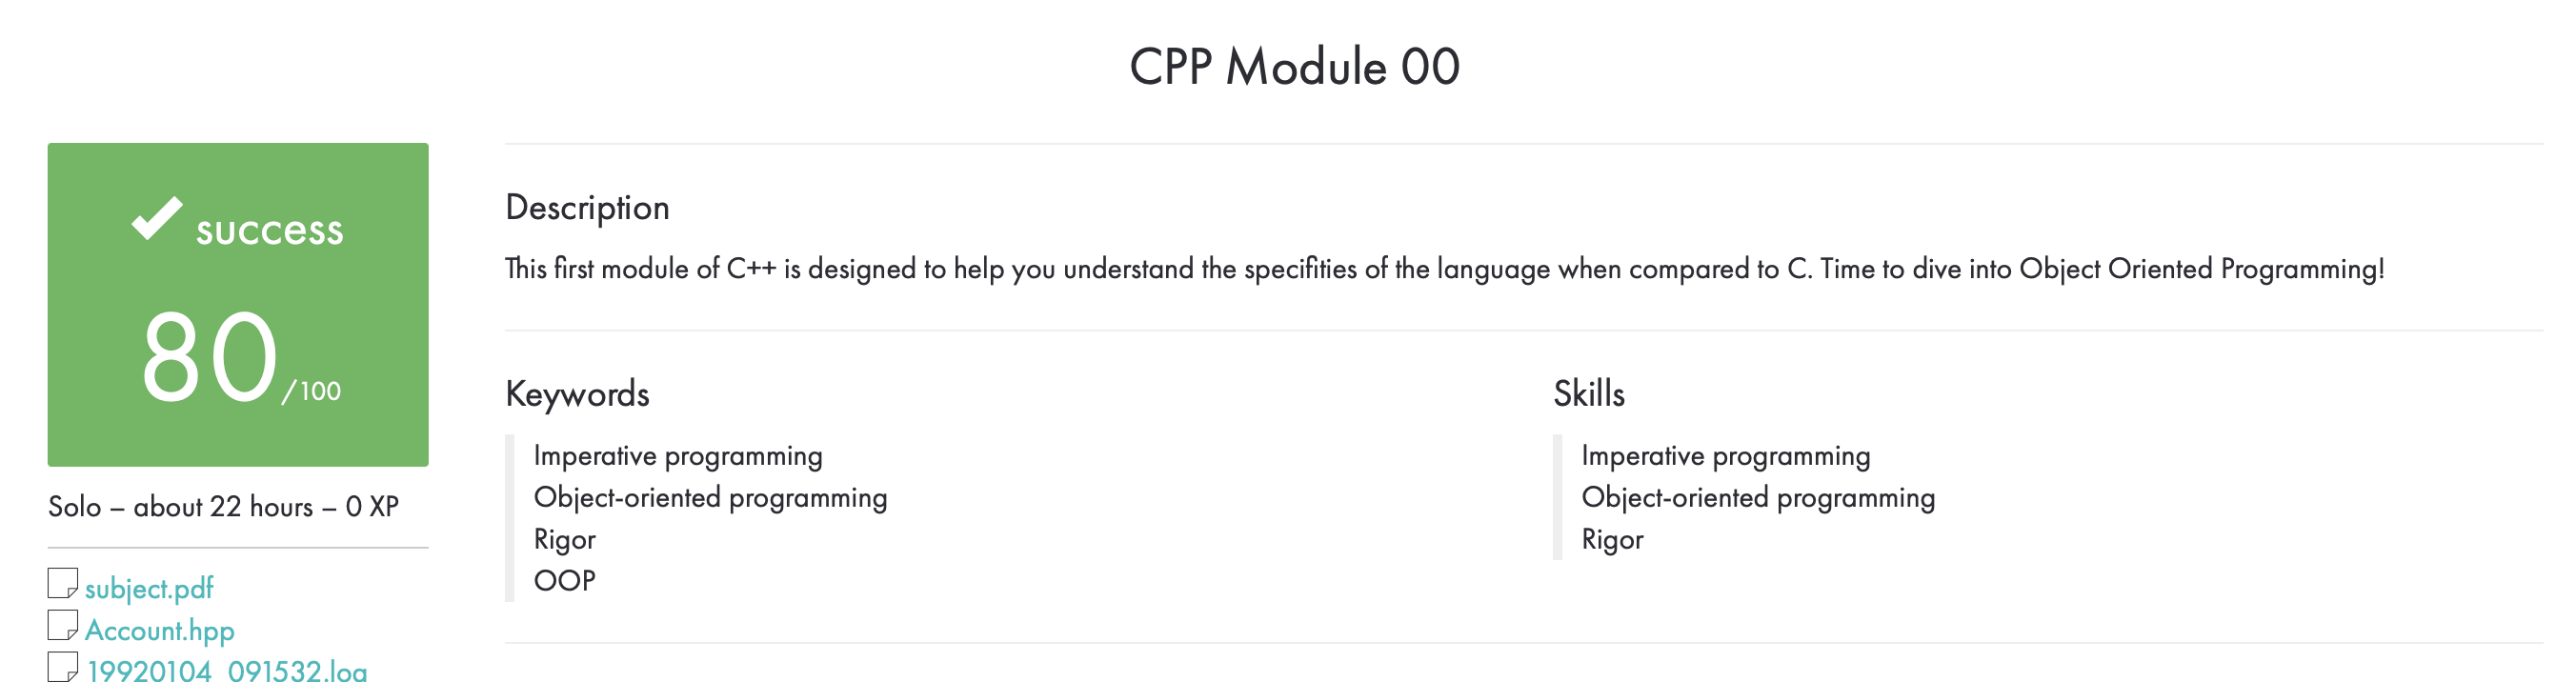 CPP Module 00
success
80/100
Solo – about 22 hours – 0 XP
subject.pdf
Account.hpp
19920104_091532.log
Description
This first module of C++ is designed to help you understand the specifities of the language when compared to C. Time to dive into Object Oriented Programming!
Keywords
Imperative programming
Object-oriented programming
Rigor
OOP
Skills
Imperative programming
Object-oriented programming
Rigor